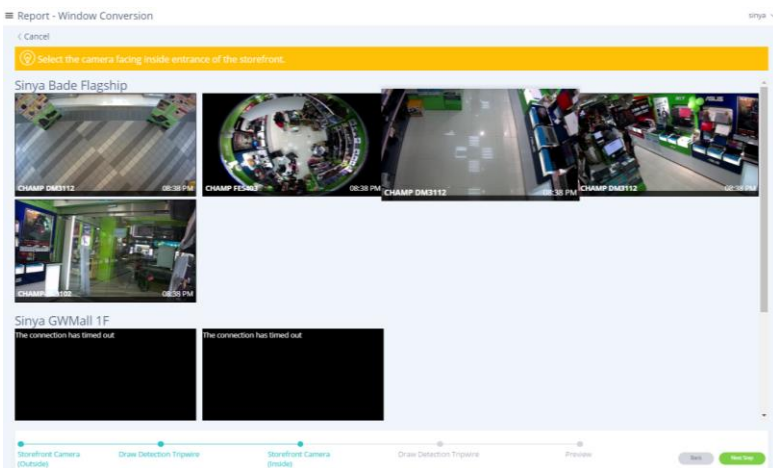 Report - Window Conversion
sinya
< Cancel
Select the camera facing inside entrance of the storefront.
Sinya Bade Flagship
CHAMP DM3112 08:38 PM
CHAMP FE5403 08:38 PM
CHAMP DM3112 08:38 PM
CHAMP DM3112 08:38 PM
08:38 PM
Sinya GWMall 1F
The connection has timed out
The connection has timed out
Storefront Camera
(Outside)
Draw Detection Tripwire
Storefront Camera
(Inside)
Draw Detection Tripwire
Preview
Back
Next Step